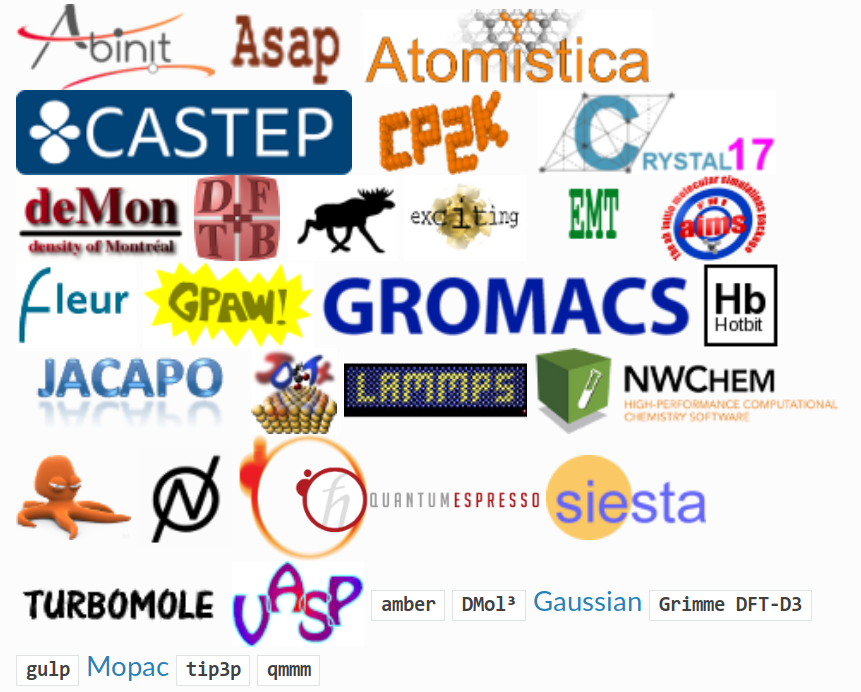 Abinit Asap Atomistica
CASTEP CP2K CRYSTAL17
deMon DF exciting EMT The ab initio molecular simulations package FHI aims
density of Montréal TB
Fleur GPAW! GROMACS Hb
Hotbit
JACAPO LAMMPS NWCHEM
HIGH-PERFORMANCE COMPUTATIONAL
CHEMISTRY SOFTWARE
N ħ QUANTUMESPRESSO siesta
TURBOMOLE VASP amber DMol³ Gaussian Grimme DFT-D3
gulp Mopac tip3p qmmm